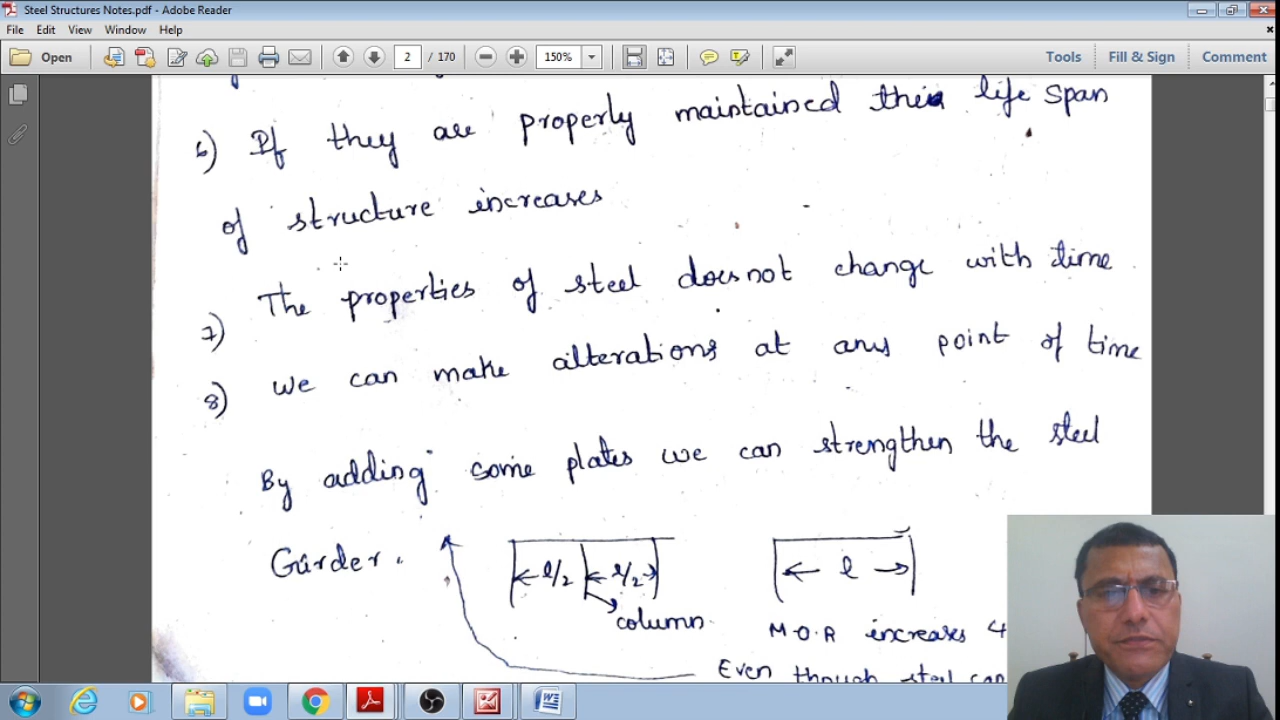 Steel Structures Notes.pdf - Adobe Reader
File Edit View Window Help
Open 2 / 170 150% Tools Fill & Sign Comment
6) If they are properly maintained their life span
of structure increases
7) The properties of steel does not change with time
8) we can make alterations at any point of time
By adding some plates we can strengthen the steel
Garder.
l/2 l/2 l
column
M.O.R increases 4
Even though steel can